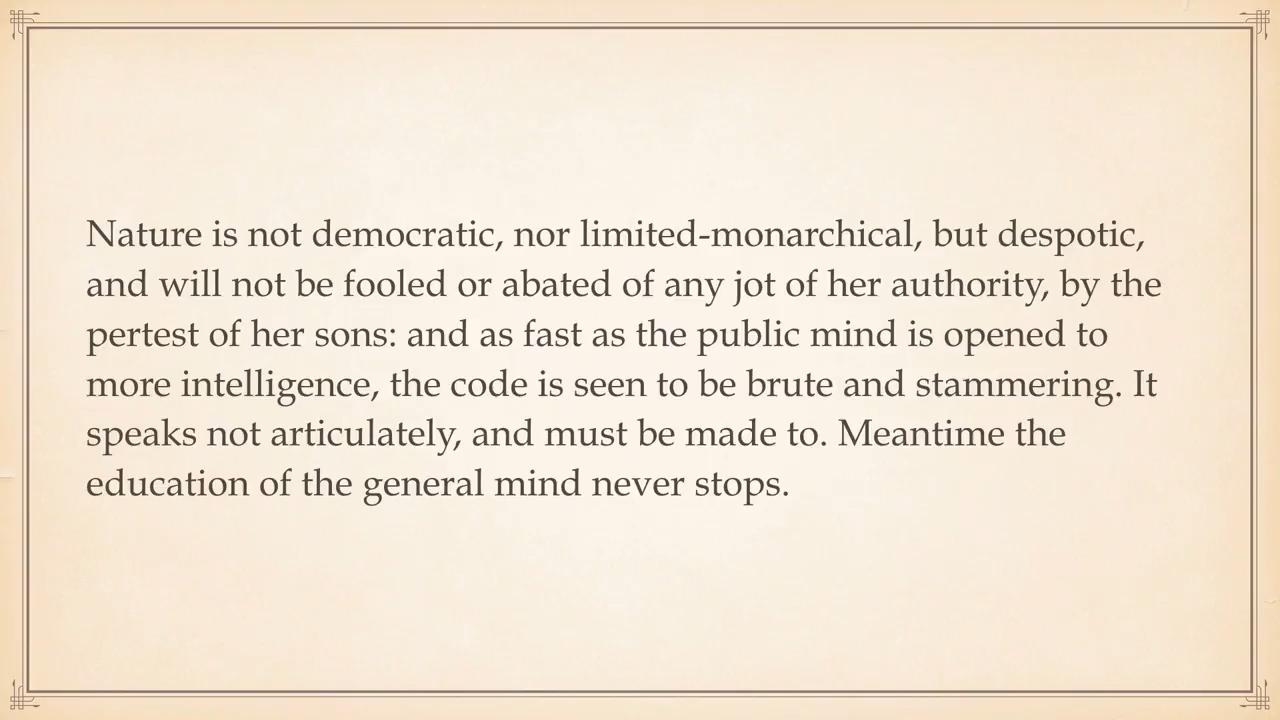 Nature is not democratic, nor limited-monarchical, but despotic,
and will not be fooled or abated of any jot of her authority, by the
pertest of her sons: and as fast as the public mind is opened to
more intelligence, the code is seen to be brute and stammering. It
speaks not articulately, and must be made to. Meantime the
education of the general mind never stops.